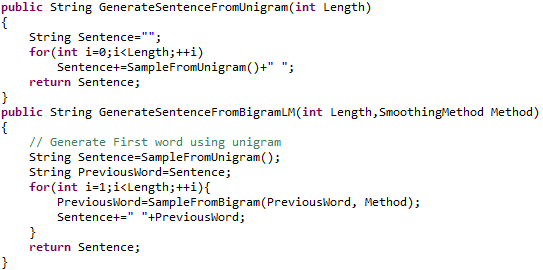 public String GenerateSentenceFromUnigram(int Length)
{
    String Sentence="";
    for(int i=0;i<Length;++i)
        Sentence+=SampleFromUnigram()+" ";
    return Sentence;
}
public String GenerateSentenceFromBigramLM(int Length,SmoothingMethod Method)
{
    // Generate First word using unigram
    String Sentence=SampleFromUnigram();
    String PreviousWord=Sentence;
    for(int i=1;i<Length;++i){
        PreviousWord=SampleFromBigram(PreviousWord, Method);
        Sentence+=" "+PreviousWord;
    }
    return Sentence;
}